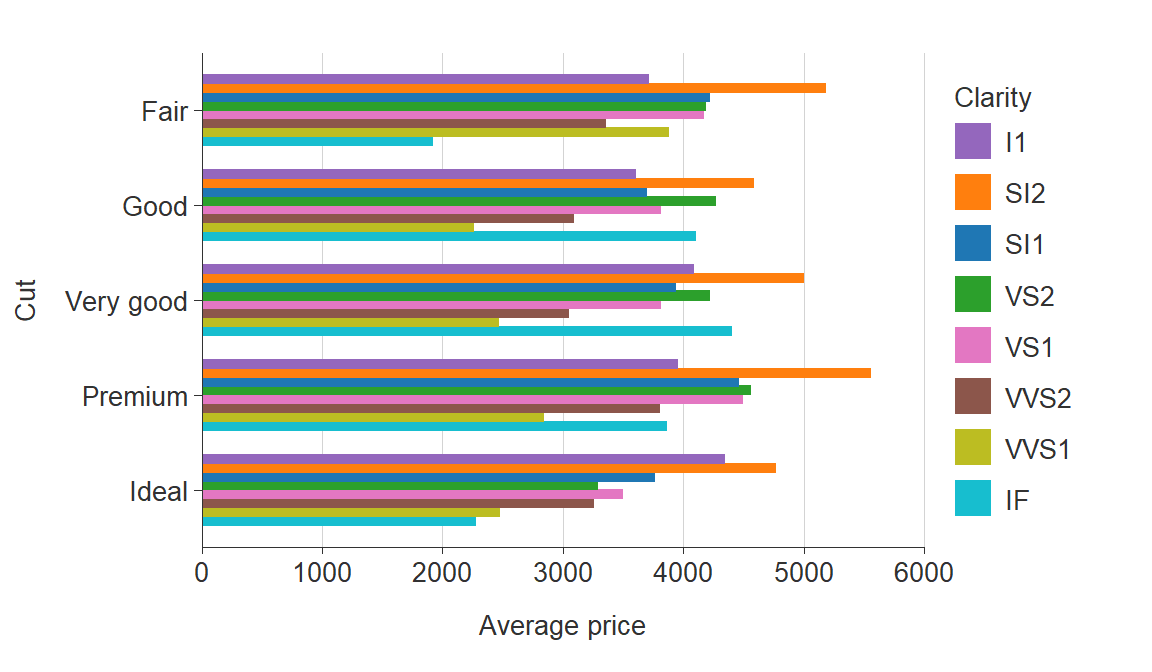 Clarity
I1
SI2
SI1
VS2
VS1
VVS2
VVS1
IF
Cut
Fair
Good
Very good
Premium
Ideal
0 1000 2000 3000 4000 5000 6000
Average price